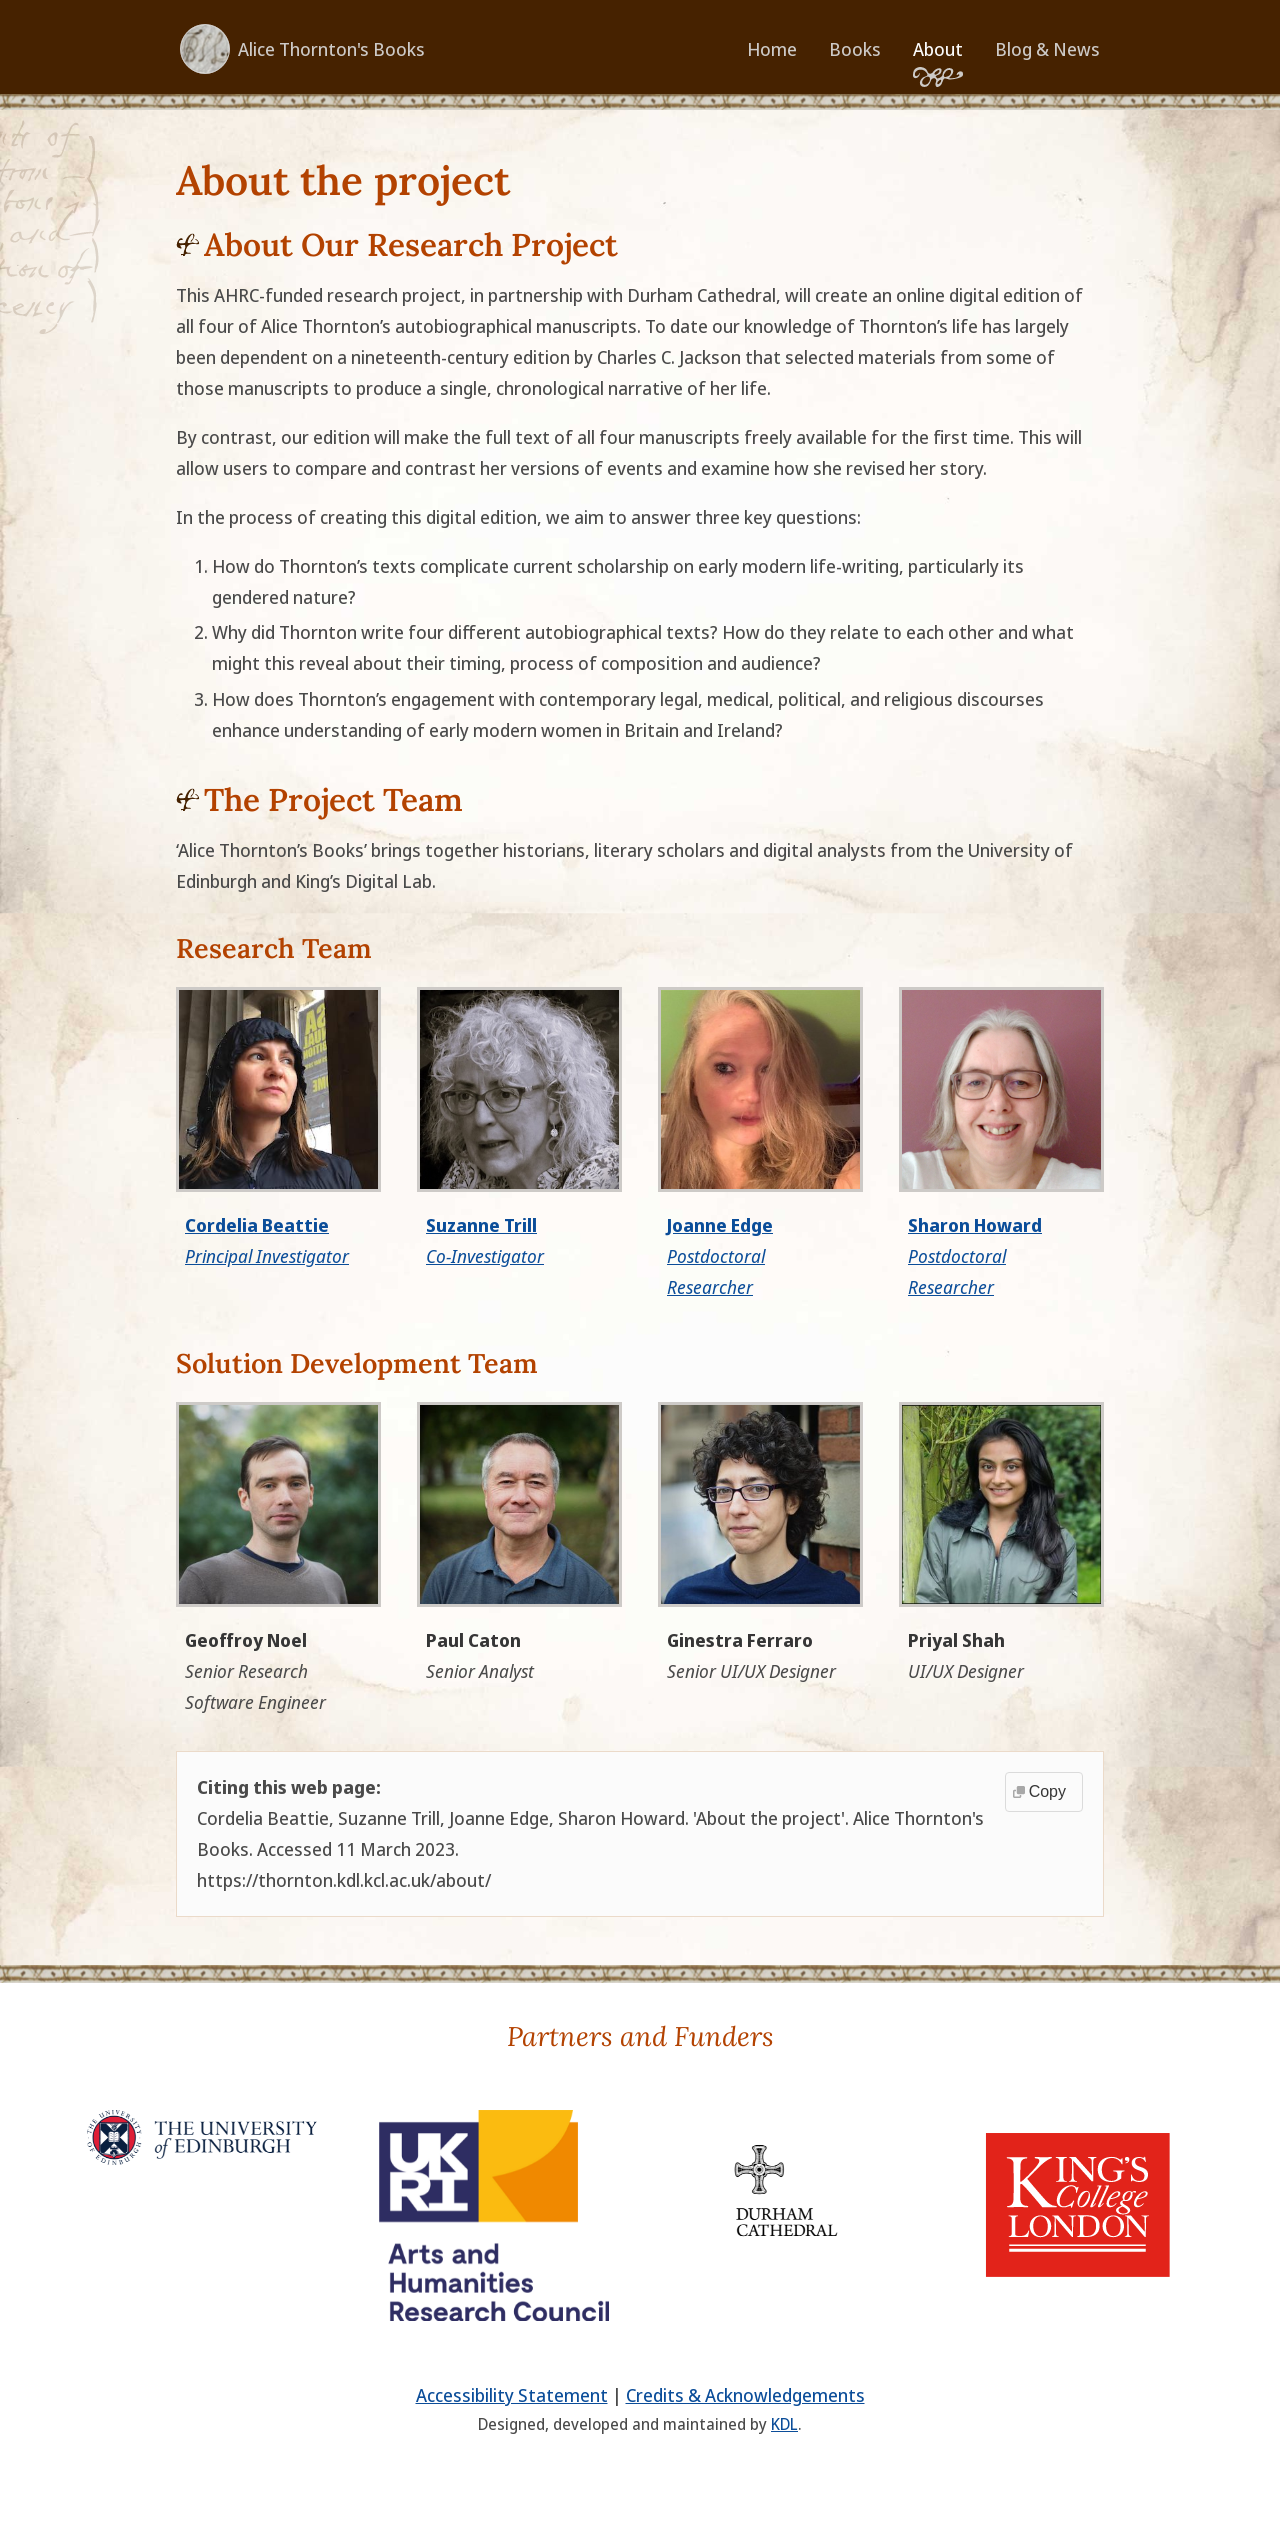 Alice Thornton's Books
Home
Books
About
Blog & News
About the project
About Our Research Project
This AHRC-funded research project, in partnership with Durham Cathedral, will create an online digital edition of
all four of Alice Thornton’s autobiographical manuscripts. To date our knowledge of Thornton’s life has largely
been dependent on a nineteenth-century edition by Charles C. Jackson that selected materials from some of
those manuscripts to produce a single, chronological narrative of her life.
By contrast, our edition will make the full text of all four manuscripts freely available for the first time. This will
allow users to compare and contrast her versions of events and examine how she revised her story.
In the process of creating this digital edition, we aim to answer three key questions:
1. How do Thornton’s texts complicate current scholarship on early modern life-writing, particularly its
gendered nature?
2. Why did Thornton write four different autobiographical texts? How do they relate to each other and what
might this reveal about their timing, process of composition and audience?
3. How does Thornton’s engagement with contemporary legal, medical, political, and religious discourses
enhance understanding of early modern women in Britain and Ireland?
The Project Team
‘Alice Thornton’s Books’ brings together historians, literary scholars and digital analysts from the University of
Edinburgh and King’s Digital Lab.
Research Team
Cordelia Beattie
Principal Investigator
Suzanne Trill
Co-Investigator
Joanne Edge
Postdoctoral
Researcher
Sharon Howard
Postdoctoral
Researcher
Solution Development Team
Geoffroy Noel
Senior Research
Software Engineer
Paul Caton
Senior Analyst
Ginestra Ferraro
Senior UI/UX Designer
Priyal Shah
UI/UX Designer
Citing this web page:
Copy
Cordelia Beattie, Suzanne Trill, Joanne Edge, Sharon Howard. 'About the project'. Alice Thornton's
Books. Accessed 11 March 2023.
https://thornton.kdl.kcl.ac.uk/about/
Partners and Funders
THE UNIVERSITY
of EDINBURGH
UK
RI
Arts and
Humanities
Research Council
DURHAM
CATHEDRAL
KING'S
College
LONDON
Accessibility Statement | Credits & Acknowledgements
Designed, developed and maintained by KDL.